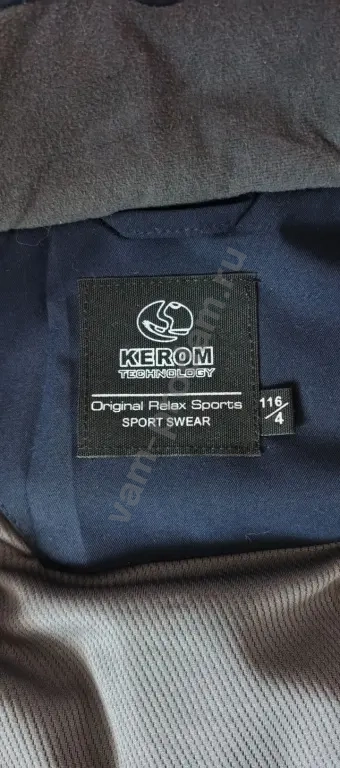 KEROM
TECHNOLOGY
Original Relax Sports
SPORT SWEAR
116
4